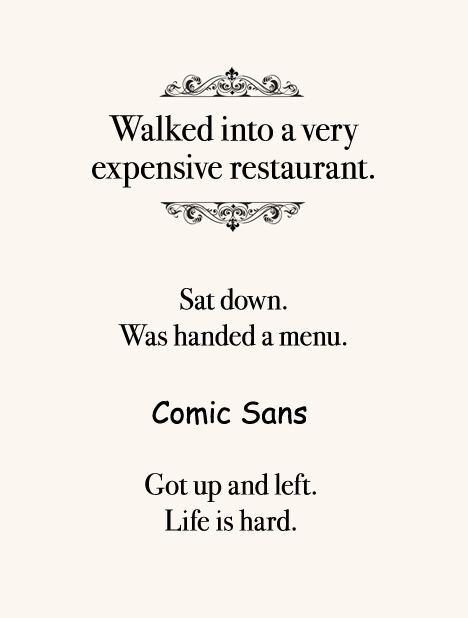 Walked into a very
expensive restaurant.
Sat down.
Was handed a menu.
Comic Sans
Got up and left.
Life is hard.